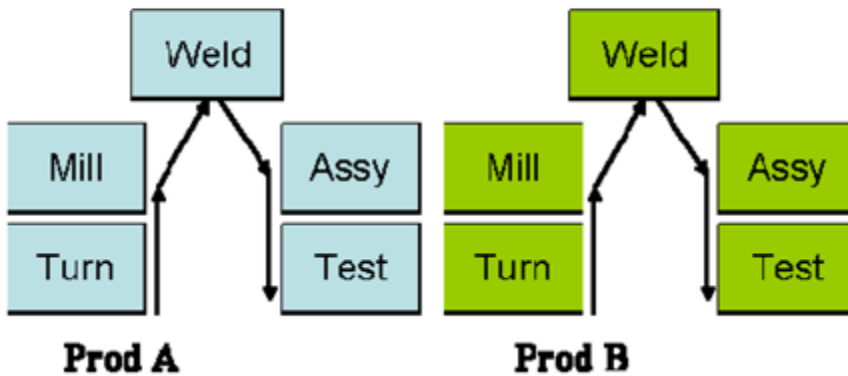 Weld
Mill
Assy
Turn
Test
Prod A
Weld
Mill
Assy
Turn
Test
Prod B